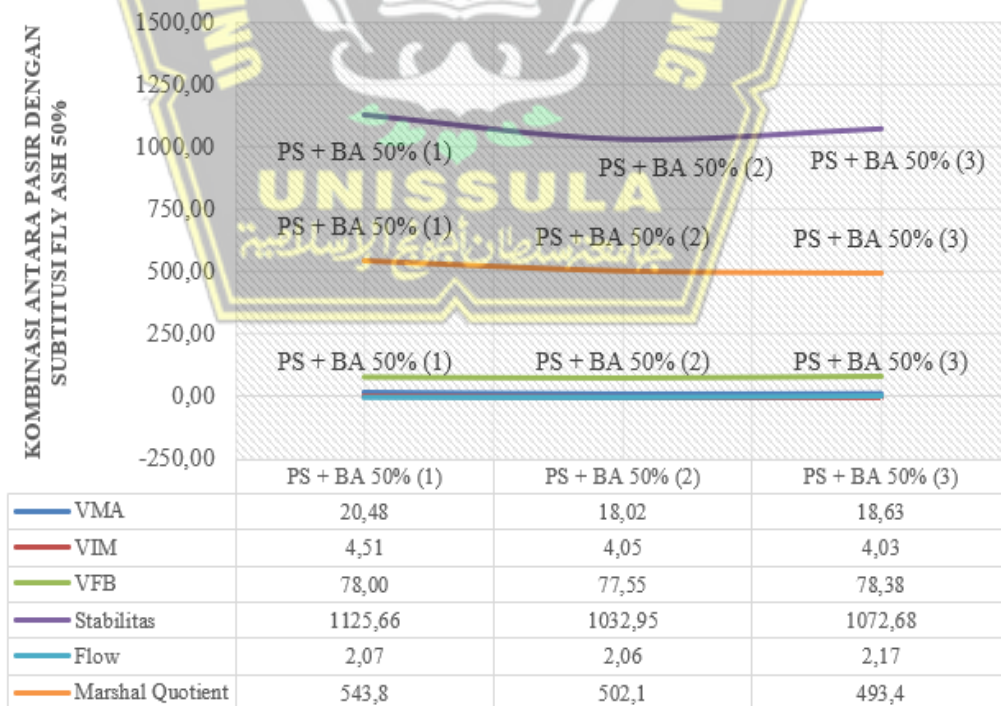 KOMBINASI ANTARA PASIR DENGAN
SUBTITUSI FLY ASH 50%
1500,00
1250,00
1000,00
750,00
500,00
250,00
0,00
-250,00
UNG
UNISSULA
جامعتسلطان أجونج الإسلامية
PS + BA 50% (1)
PS + BA 50% (2)
PS + BA 50% (3)
PS + BA 50% (1)
PS + BA 50% (2)
PS + BA 50% (3)
PS + BA 50% (1)
PS + BA 50% (2)
PS + BA 50% (3)
PS + BA 50% (1) PS + BA 50% (2) PS + BA 50% (3)
VMA 20,48 18,02 18,63
VIM 4,51 4,05 4,03
VFB 78,00 77,55 78,38
Stabilitas 1125,66 1032,95 1072,68
Flow 2,07 2,06 2,17
Marshal Quotient 543,8 502,1 493,4